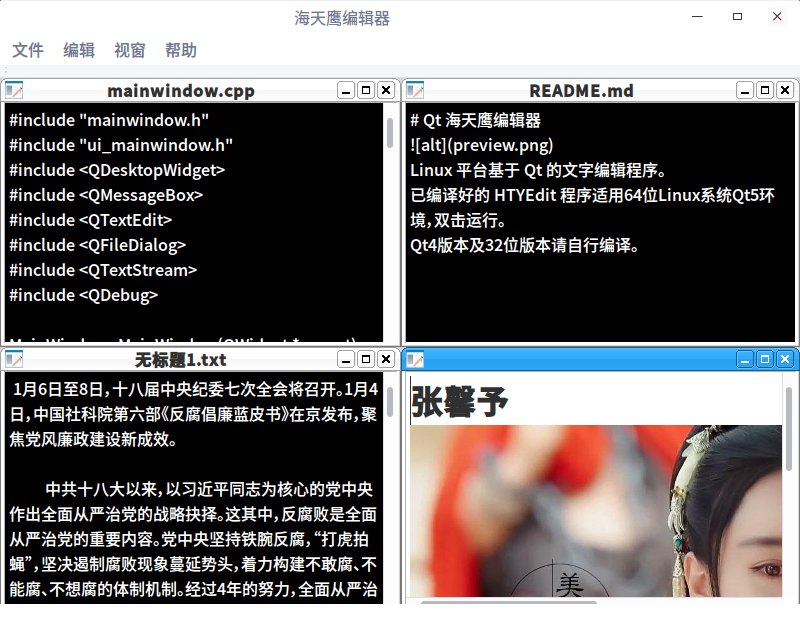 海天鹰编辑器
文件 编辑 视窗 帮助
mainwindow.cpp
#include "mainwindow.h"
#include "ui_mainwindow.h"
#include <QDesktopWidget>
#include <QMessageBox>
#include <QTextEdit>
#include <QFileDialog>
#include <QTextStream>
#include <QDebug>
README.md
# Qt 海天鹰编辑器
![alt](preview.png)
Linux 平台基于 Qt 的文字编辑程序。
已编译好的 HTYEdit 程序适用64位Linux系统Qt5环
境，双击运行。
Qt4版本及32位版本请自行编译。
无标题1.txt
1月6日至8日，十八届中央纪委七次全会将召开。1月4
日，中国社科院第六部《反腐倡廉蓝皮书》在京发布，聚
焦党风廉政建设新成效。
中共十八大以来，以习近平同志为核心的党中央
作出全面从严治党的战略抉择。这其中，反腐败是全面
从严治党的重要内容。党中央坚持铁腕反腐，“打虎拍
蝇”，坚决遏制腐败现象蔓延势头，着力构建不敢腐、不
能腐、不想腐的体制机制。经过4年的努力，全面从严治
张馨予
美